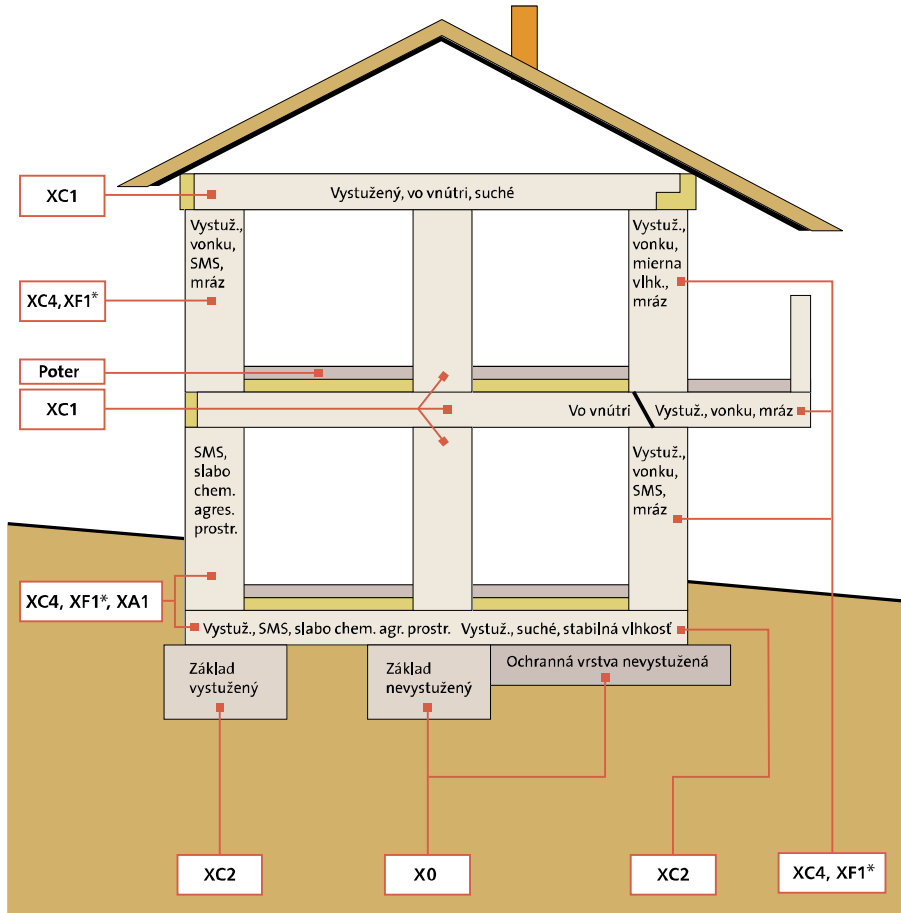 XC1
Vystužený, vo vnútri, suché
Vystuž.,
vonku,
SMS,
mráz
Vystuž.,
vonku,
mierna
vlhk.,
mráz
XC4, XF1*
Poter
XC1
Vo vnútri
Vystuž., vonku, mráz
SMS,
slabo
chem.
agres.
prostr.
Vystuž.,
vonku,
SMS,
mráz
XC4, XF1*, XA1
Vystuž., SMS, slabo chem. agr. prostr.
Vystuž., suché, stabilná vlhkosť
Základ
vystužený
Základ
nevystužený
Ochranná vrstva nevystužená
XC2
X0
XC2
XC4, XF1*